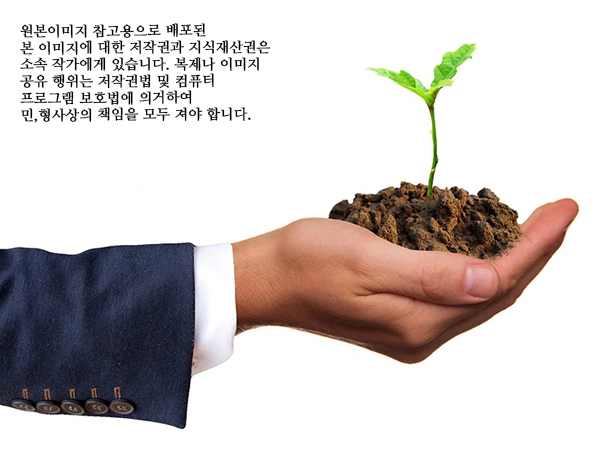 원본이미지 참고용으로 배포된
본 이미지에 대한 저작권과 지식재산권은
소속 작가에게 있습니다. 복제나 이미지
공유 행위는 저작권법 및 컴퓨터
프로그램 보호법에 의거하여
민,형사상의 책임을 모두 져야 합니다.